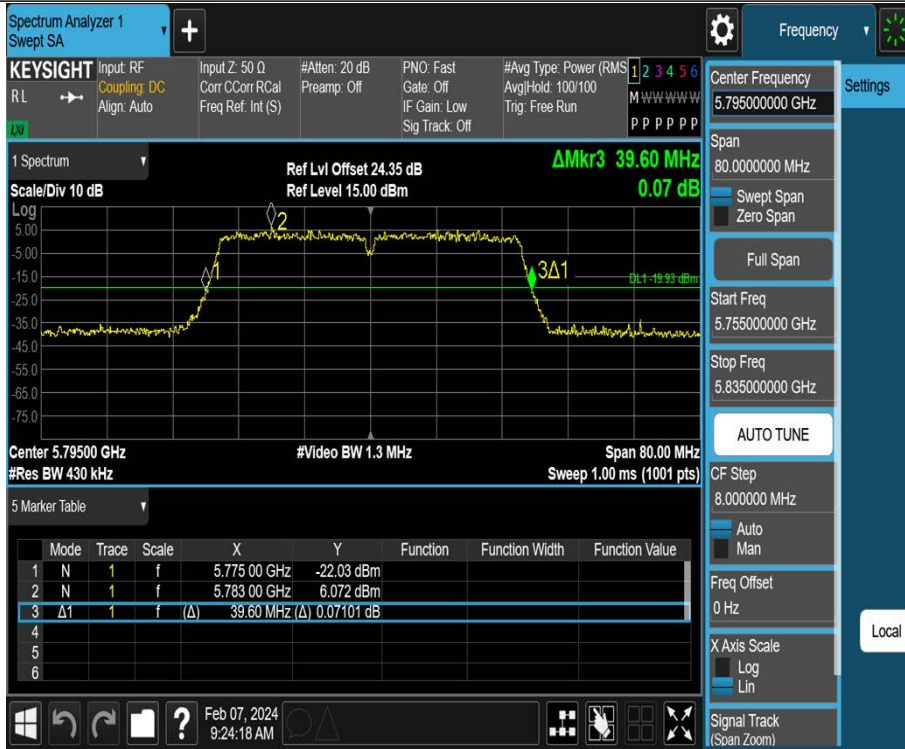 Spectrum Analyzer 1
Swept SA
Frequency
KEYSIGHT
RL
LXI
Input: RF
Coupling: DC
Align: Auto
Input Z: 50 Ω
Corr CCorr RCal
Freq Ref: Int (S)
#Atten: 20 dB
Preamp: Off
PNO: Fast
Gate: Off
IF Gain: Low
Sig Track: Off
#Avg Type: Power (RMS
Avg|Hold: 100/100
Trig: Free Run
1 2 3 4 5 6
M W W W W W
P P P P P P
1 Spectrum
Scale/Div 10 dB
Ref Lvl Offset 24.35 dB
Ref Level 15.00 dBm
ΔMkr3 39.60 MHz
0.07 dB
Log
5.00
-5.00
-15.0
-25.0
-35.0
-45.0
-55.0
-65.0
-75.0
2
1
3Δ1
DL1 -19.93 dBm
Center 5.79500 GHz
#Res BW 430 kHz
#Video BW 1.3 MHz
Span 80.00 MHz
Sweep 1.00 ms (1001 pts)
5 Marker Table
Mode Trace Scale X Y Function Function Width Function Value
1 N 1 f 5.775 00 GHz -22.03 dBm
2 N 1 f 5.783 00 GHz 6.072 dBm
3 Δ1 1 f (Δ) 39.60 MHz (Δ) 0.07101 dB
4
5
6
?
Feb 07, 2024
9:24:18 AM
Center Frequency
5.795000000 GHz
Settings
Span
80.0000000 MHz
Swept Span
Zero Span
Full Span
Start Freq
5.755000000 GHz
Stop Freq
5.835000000 GHz
AUTO TUNE
CF Step
8.000000 MHz
Auto
Man
Freq Offset
0 Hz
Local
X Axis Scale
Log
Lin
Signal Track
(Span Zoom)